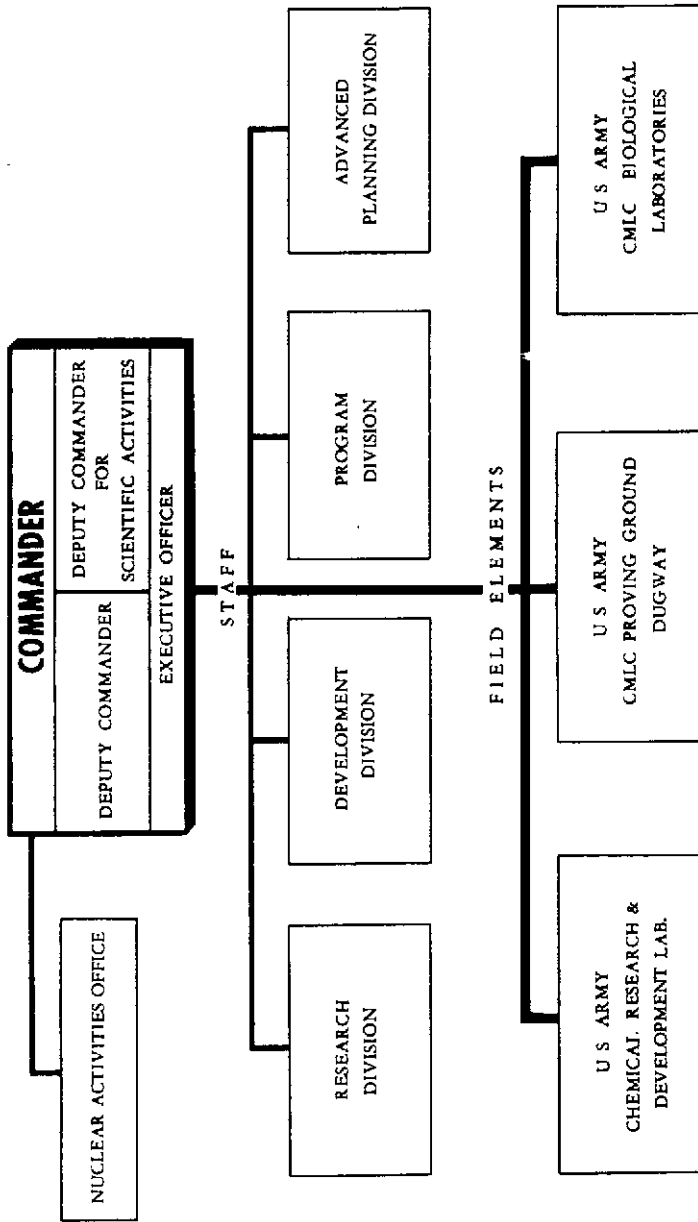 COMMANDER
DEPUTY COMMANDER
DEPUTY COMMANDER
FOR
SCIENTIFIC ACTIVITIES
EXECUTIVE OFFICER
NUCLEAR ACTIVITIES OFFICE
STAFF
RESEARCH
DIVISION
DEVELOPMENT
DIVISION
PROGRAM
DIVISION
ADVANCED
PLANNING DIVISION
FIELD ELEMENTS
U S ARMY
CHEMICAL RESEARCH &
DEVELOPMENT LAB.
U S ARMY
CMLC PROVING GROUND
DUGWAY
U S ARMY
CMLC BIOLOGICAL
LABORATORIES